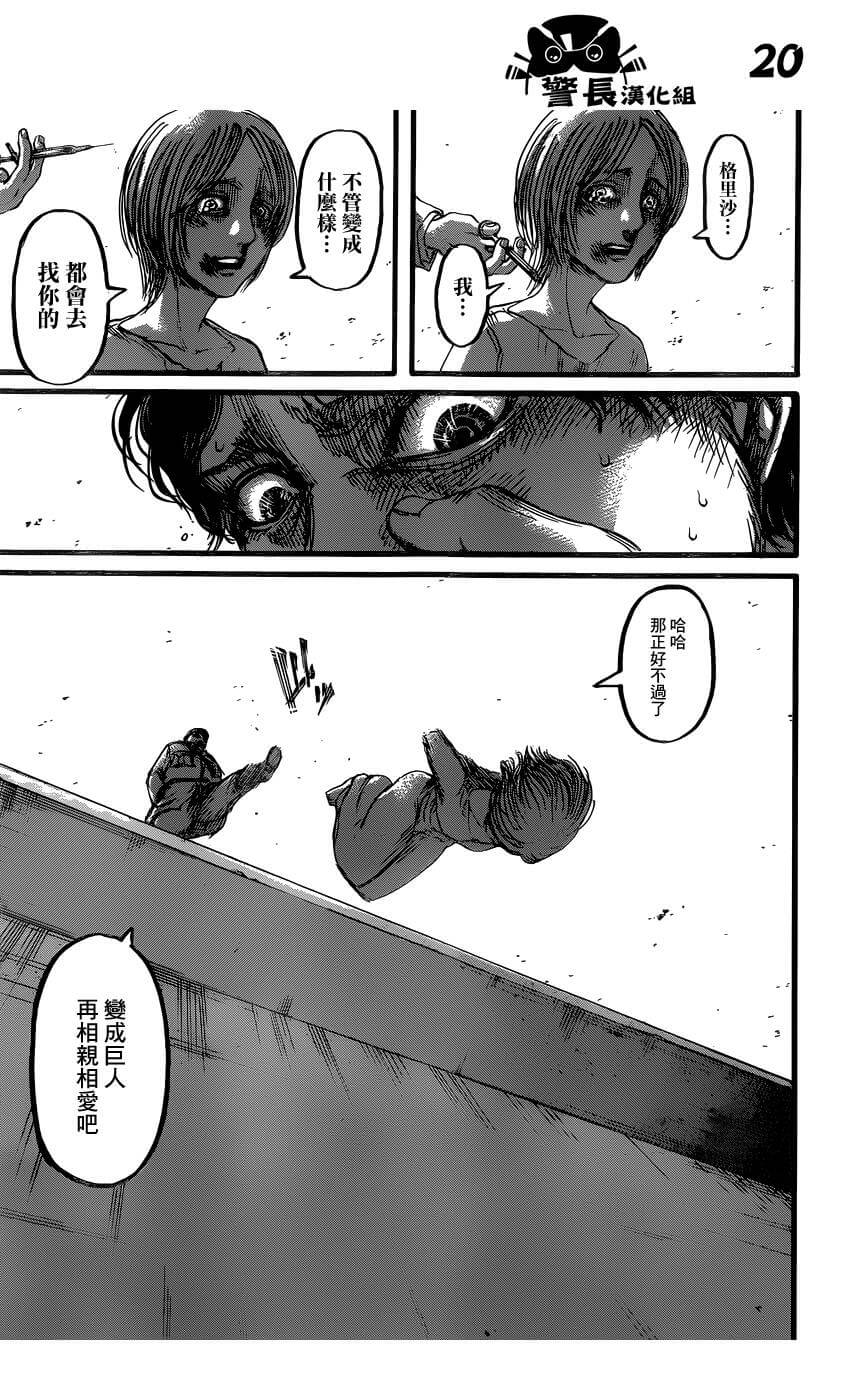 警長漢化組
20
格里沙…
我…
不管變成
什麼樣…
都會去
找你的
哈哈
那正好不過了
變成巨人
再相親相愛吧